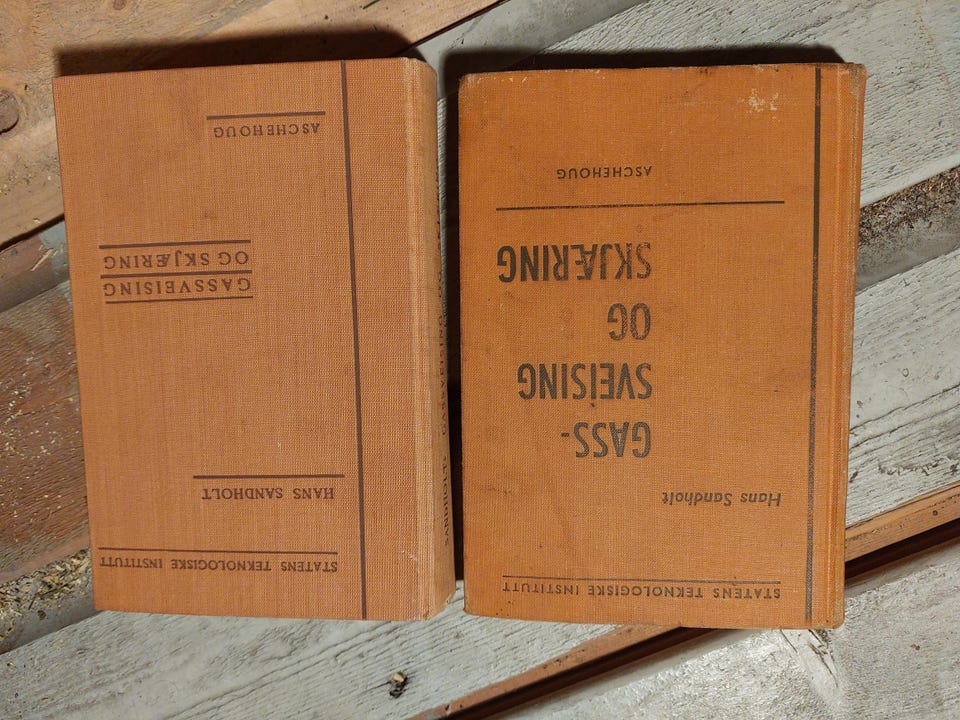 STATENS TEKNOLOGISKE INSTITUTT
Hans Sandholt
GASS-
SVEISING
OG
SKJÆRING
ASCHEHOUG
STATENS TEKNOLOGISKE INSTITUTT
HANS SANDHOLT
GASSVEISING
OG SKJÆRING
ASCHEHOUG